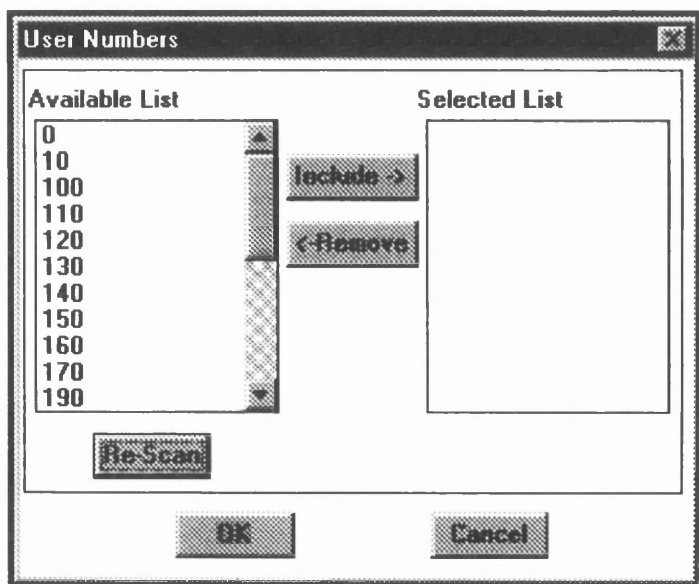 User Numbers
Available List
Selected List
0
10
100
110
120
130
140
150
160
170
190
Include ->
<-Remove
Re-Scan
OK
Cancel